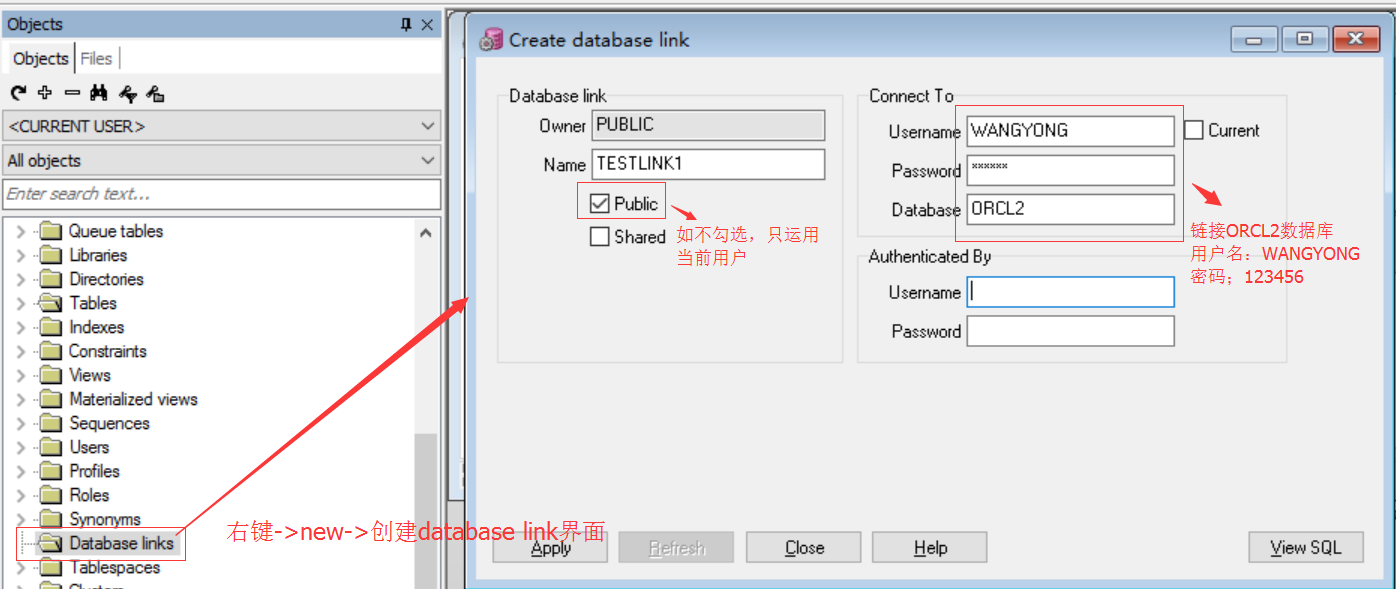 Objects
Objects Files
<CURRENT USER>
All objects
Enter search text...
Queue tables
Libraries
Directories
Tables
Indexes
Constraints
Views
Materialized views
Sequences
Users
Profiles
Roles
Synonyms
Database links
Tablespaces
右键->new->创建database link界面
Create database link
Database link
Owner PUBLIC
Name TESTLINK1
Public
Shared
如不勾选，只运用
当前用户
Connect To
Username WANGYONG Current
Password ******
Database ORCL2
链接ORCL2数据库
用户名：WANGYONG
密码；123456
Authenticated By
Username
Password
Apply Refresh Close Help View SQL